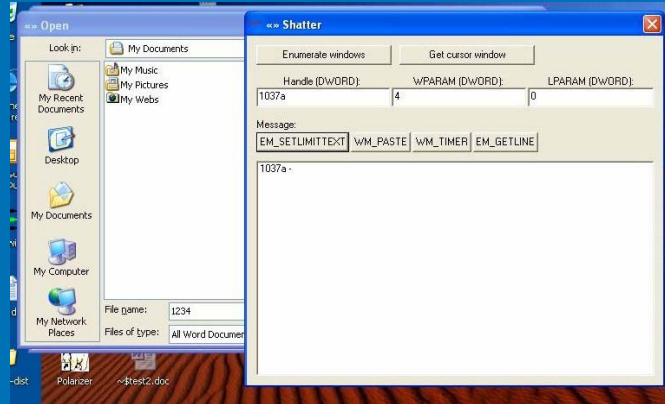 «» Open
Look in:
My Documents
My Recent
Documents
Desktop
My Documents
My Computer
My Network
Places
My Music
My Pictures
My Webs
File name:
1234
Files of type:
All Word Documen
«» Shatter
Enumerate windows
Get cursor window
Handle (DWORD):
WPARAM (DWORD):
LPARAM (DWORD):
1037a
4
0
Message:
EM_SETLIMITTEXT
WM_PASTE
WM_TIMER
EM_GETLINE
1037a -
-dist
Polarizer
~$test2.doc